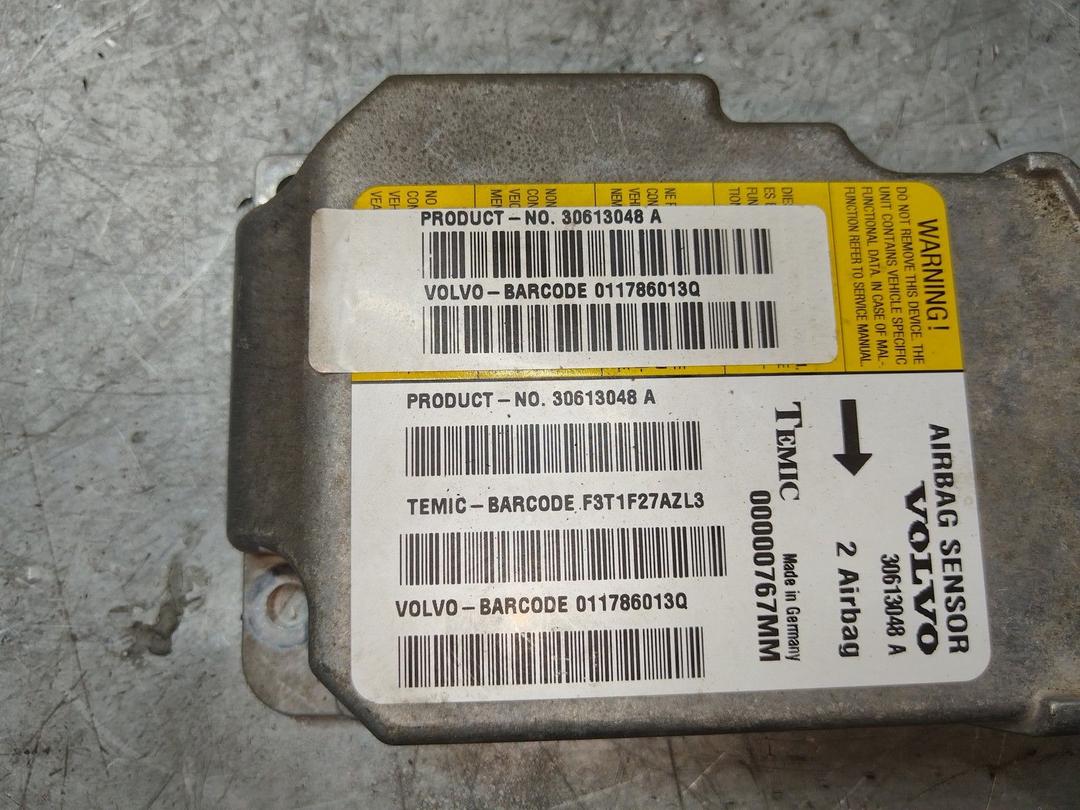 PRODUCT-NO. 30613048 A
VOLVO-BARCODE 011786013Q
PRODUCT-NO. 30613048 A
TEMIC-BARCODE F3T1F27AZL3
VOLVO-BARCODE 011786013Q
WARNING!
DO NOT REMOVE THIS DEVICE. THE
UNIT CONTAINS VEHICLE SPECIFIC
FUNCTIONAL DATA. IN CASE OF MAL-
FUNCTION REFER TO SERVICE MANUAL.
AIRBAG SENSOR
VOLVO
30613048 A
2 Airbag
TEMIC
Made in Germany
00000767MM